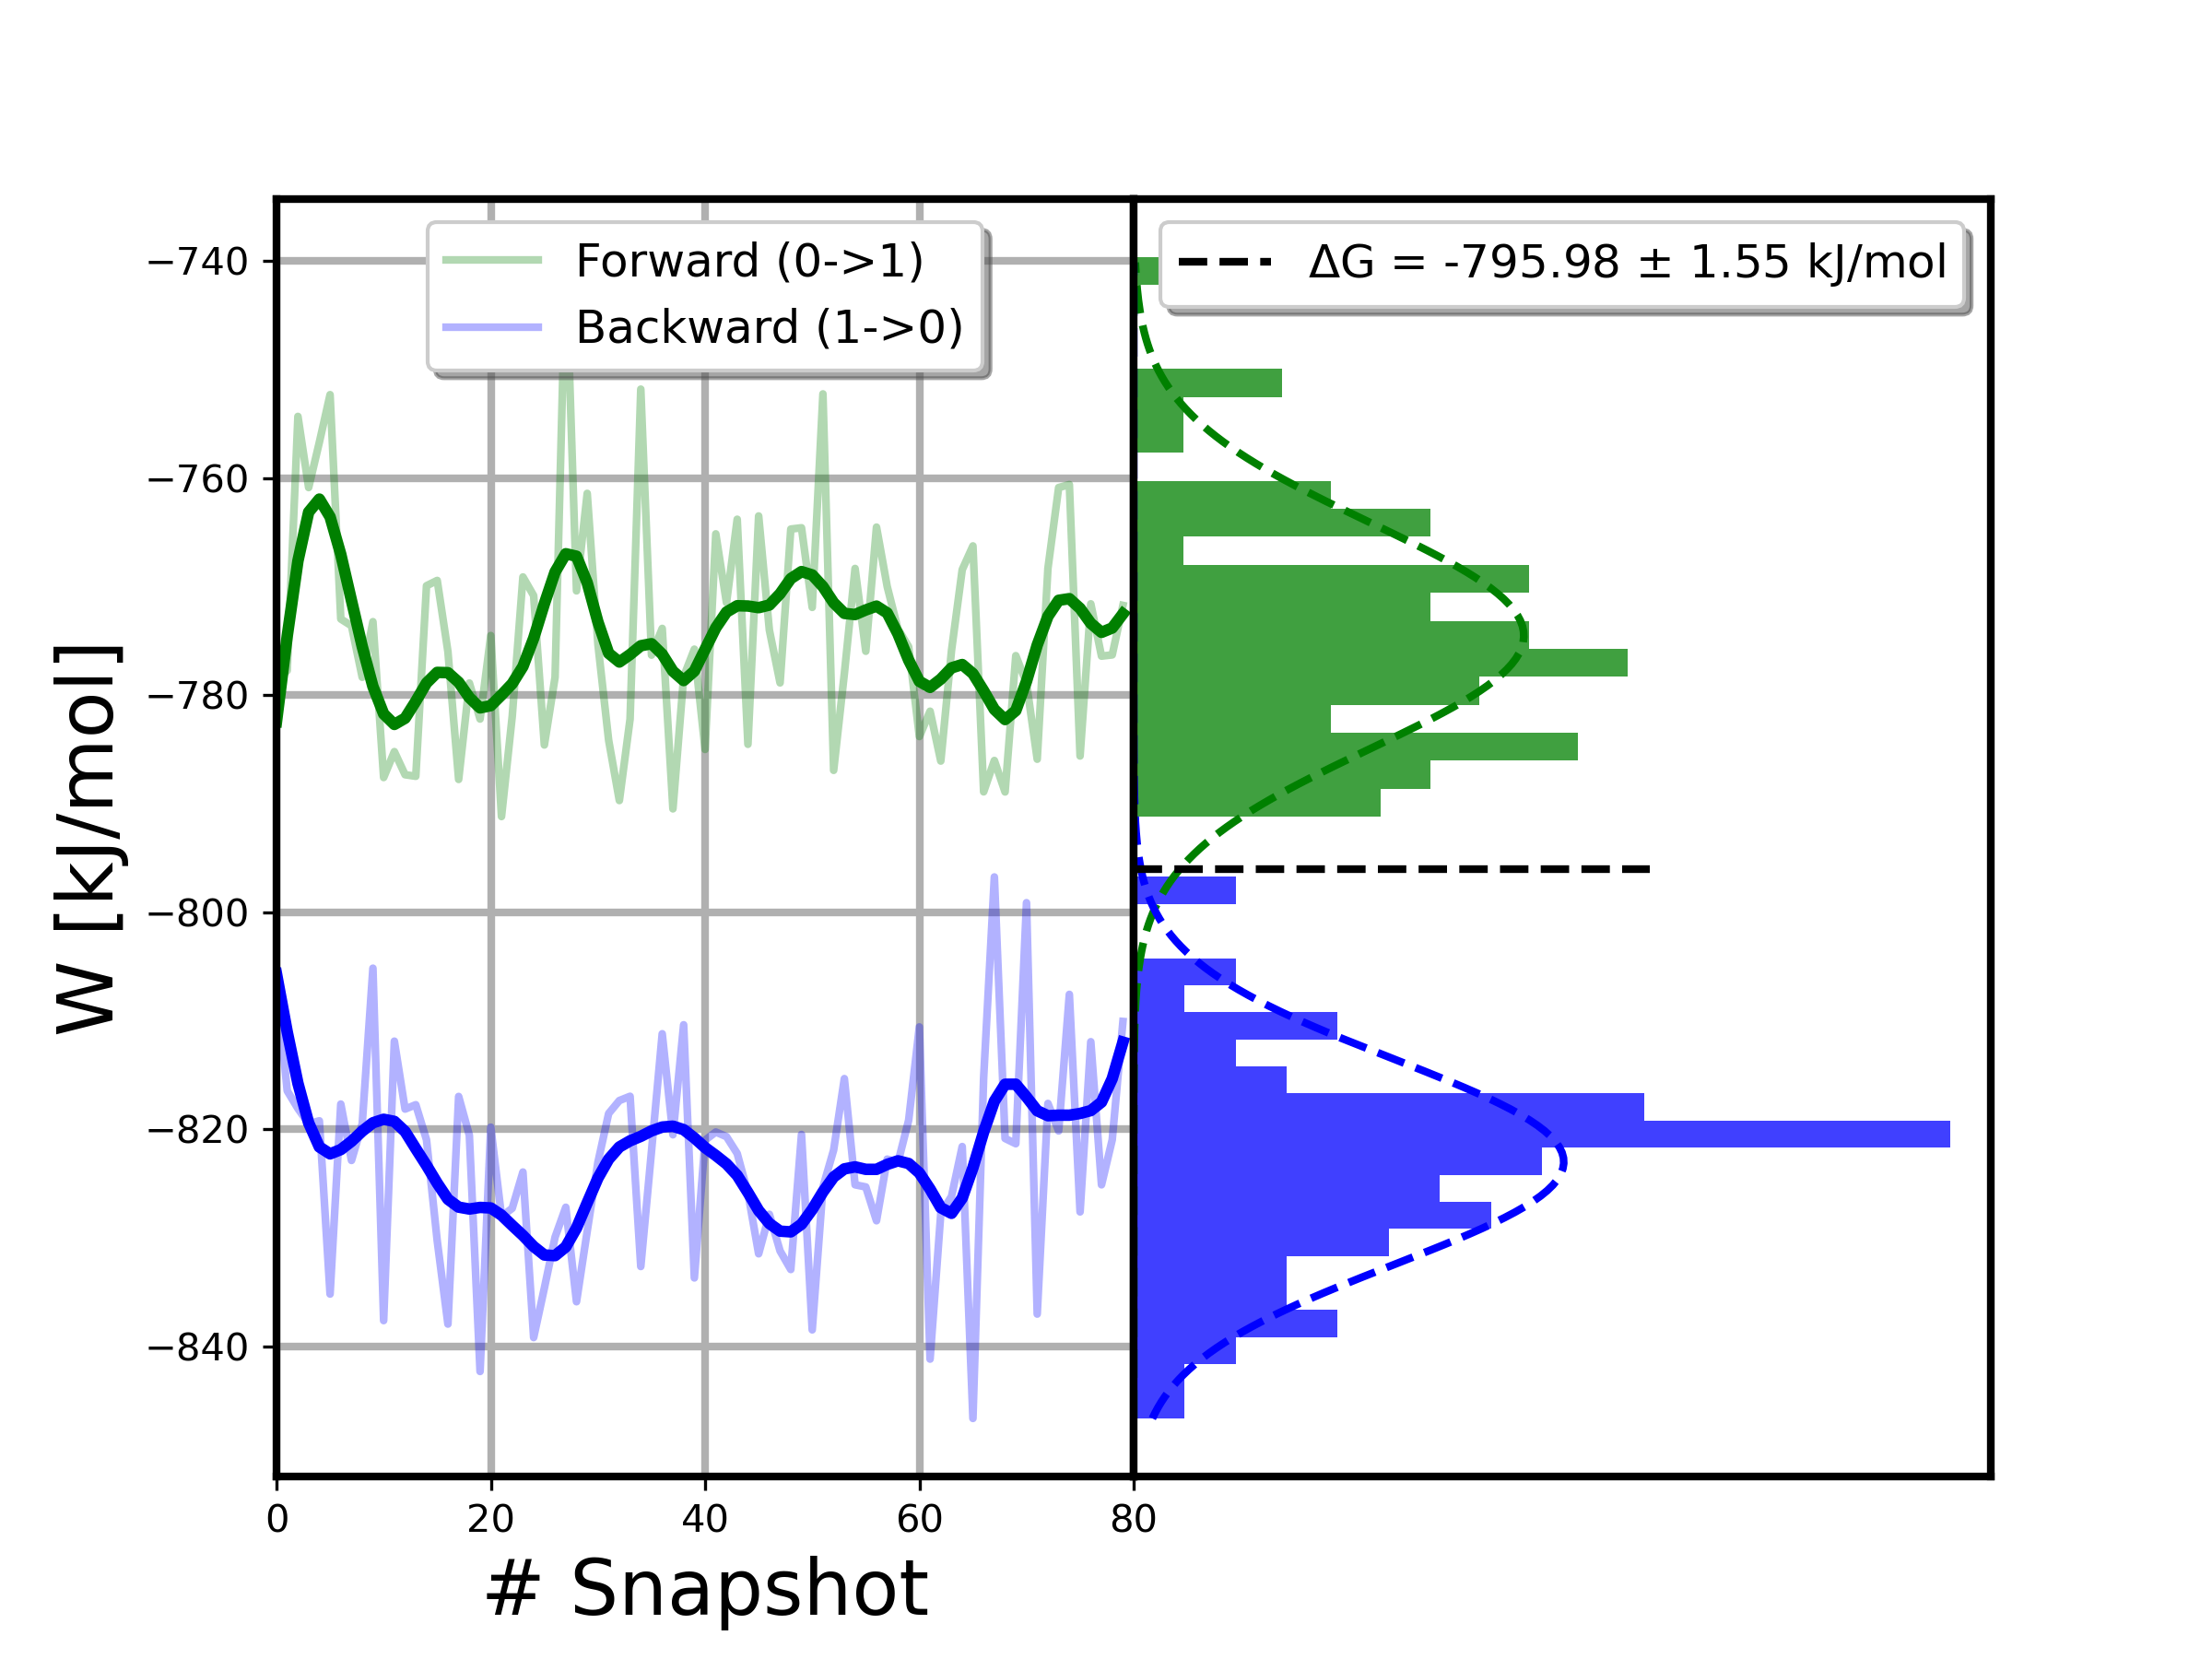 Forward (0->1)
Backward (1->0)
ΔG = -795.98 ± 1.55 kJ/mol
W [kJ/mol]
−740
−760
−780
−800
−820
−840
0 20 40 60 80
# Snapshot